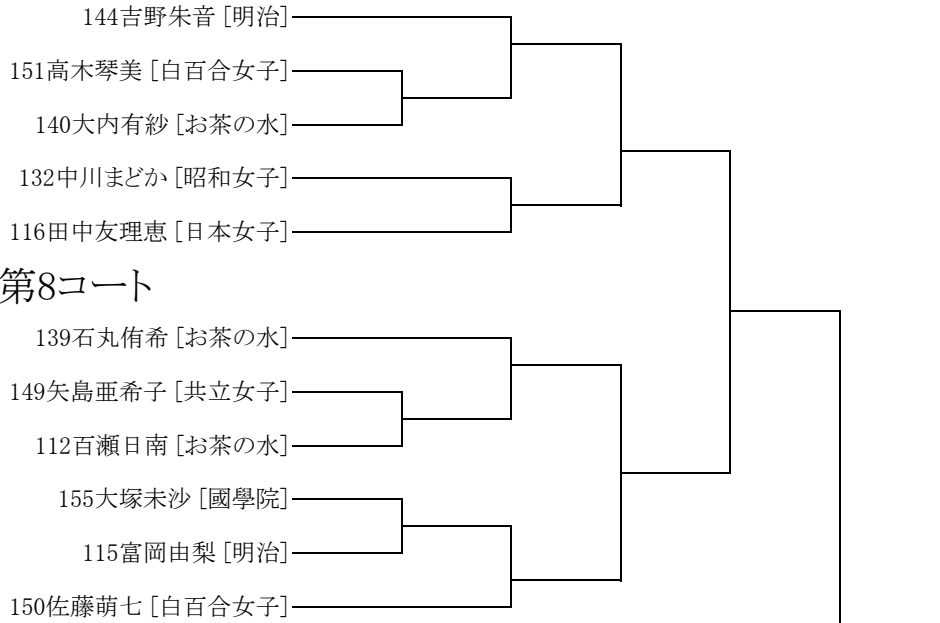 144吉野朱音 [明治]
151高木琴美 [白百合女子]
140大内有紗 [お茶の水]
132中川まどか [昭和女子]
116田中友理恵 [日本女子]
第8コート
139石丸侑希 [お茶の水]
149矢島亜希子 [共立女子]
112百瀬日南 [お茶の水]
155大塚未沙 [國學院]
115富岡由梨 [明治]
150佐藤萌七 [白百合女子]